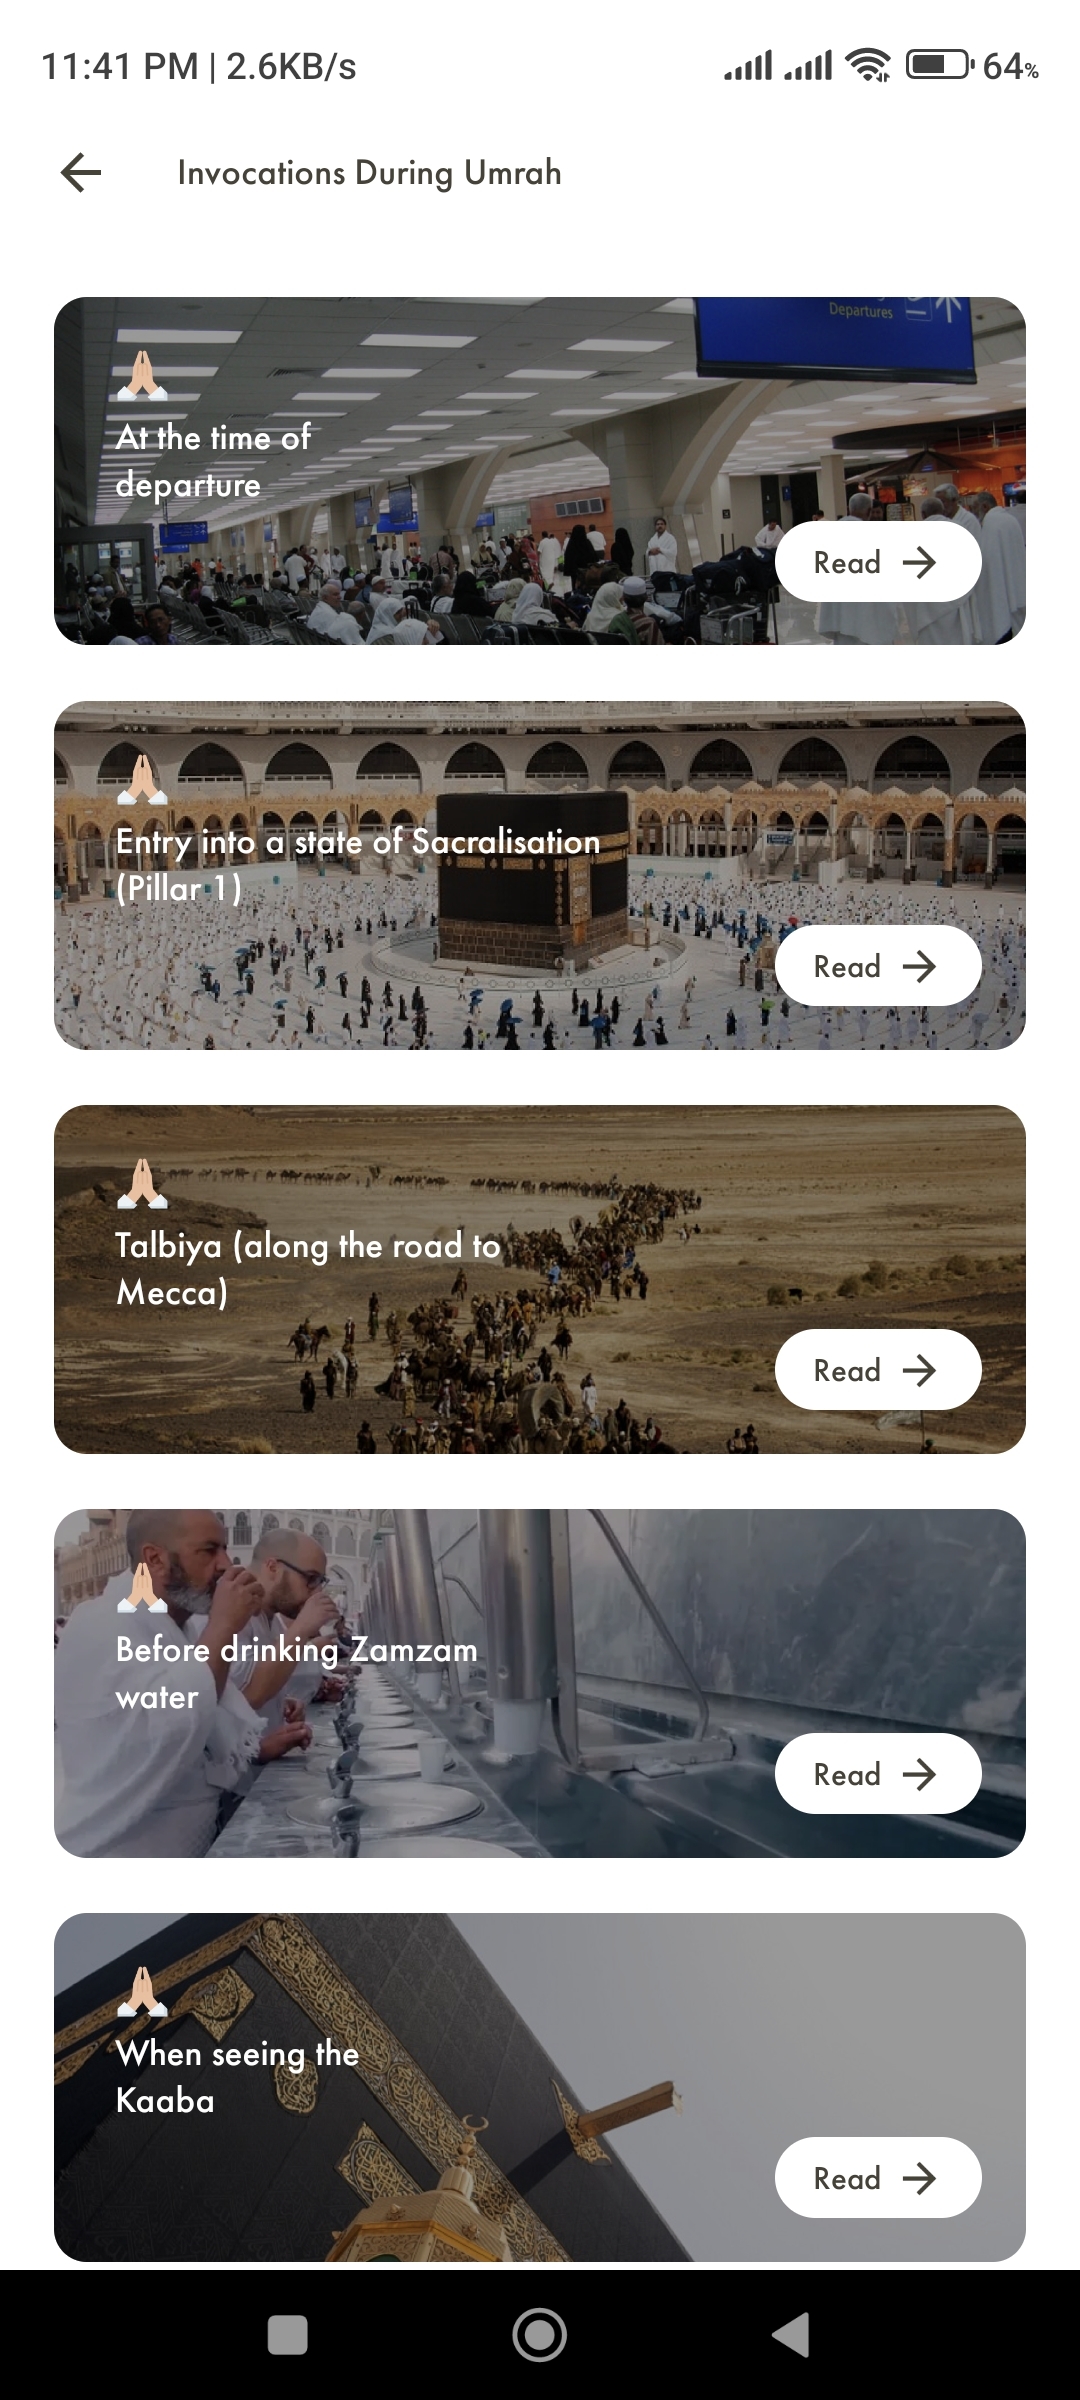 11:41 PM | 2.6KB/s
64%
Invocations During Umrah
Departures
At the time of
departure
Read
Entry into a state of Sacralisation
(Pillar 1)
Read
Talbiya (along the road to
Mecca)
Read
Before drinking Zamzam
water
Read
When seeing the
Kaaba
Read